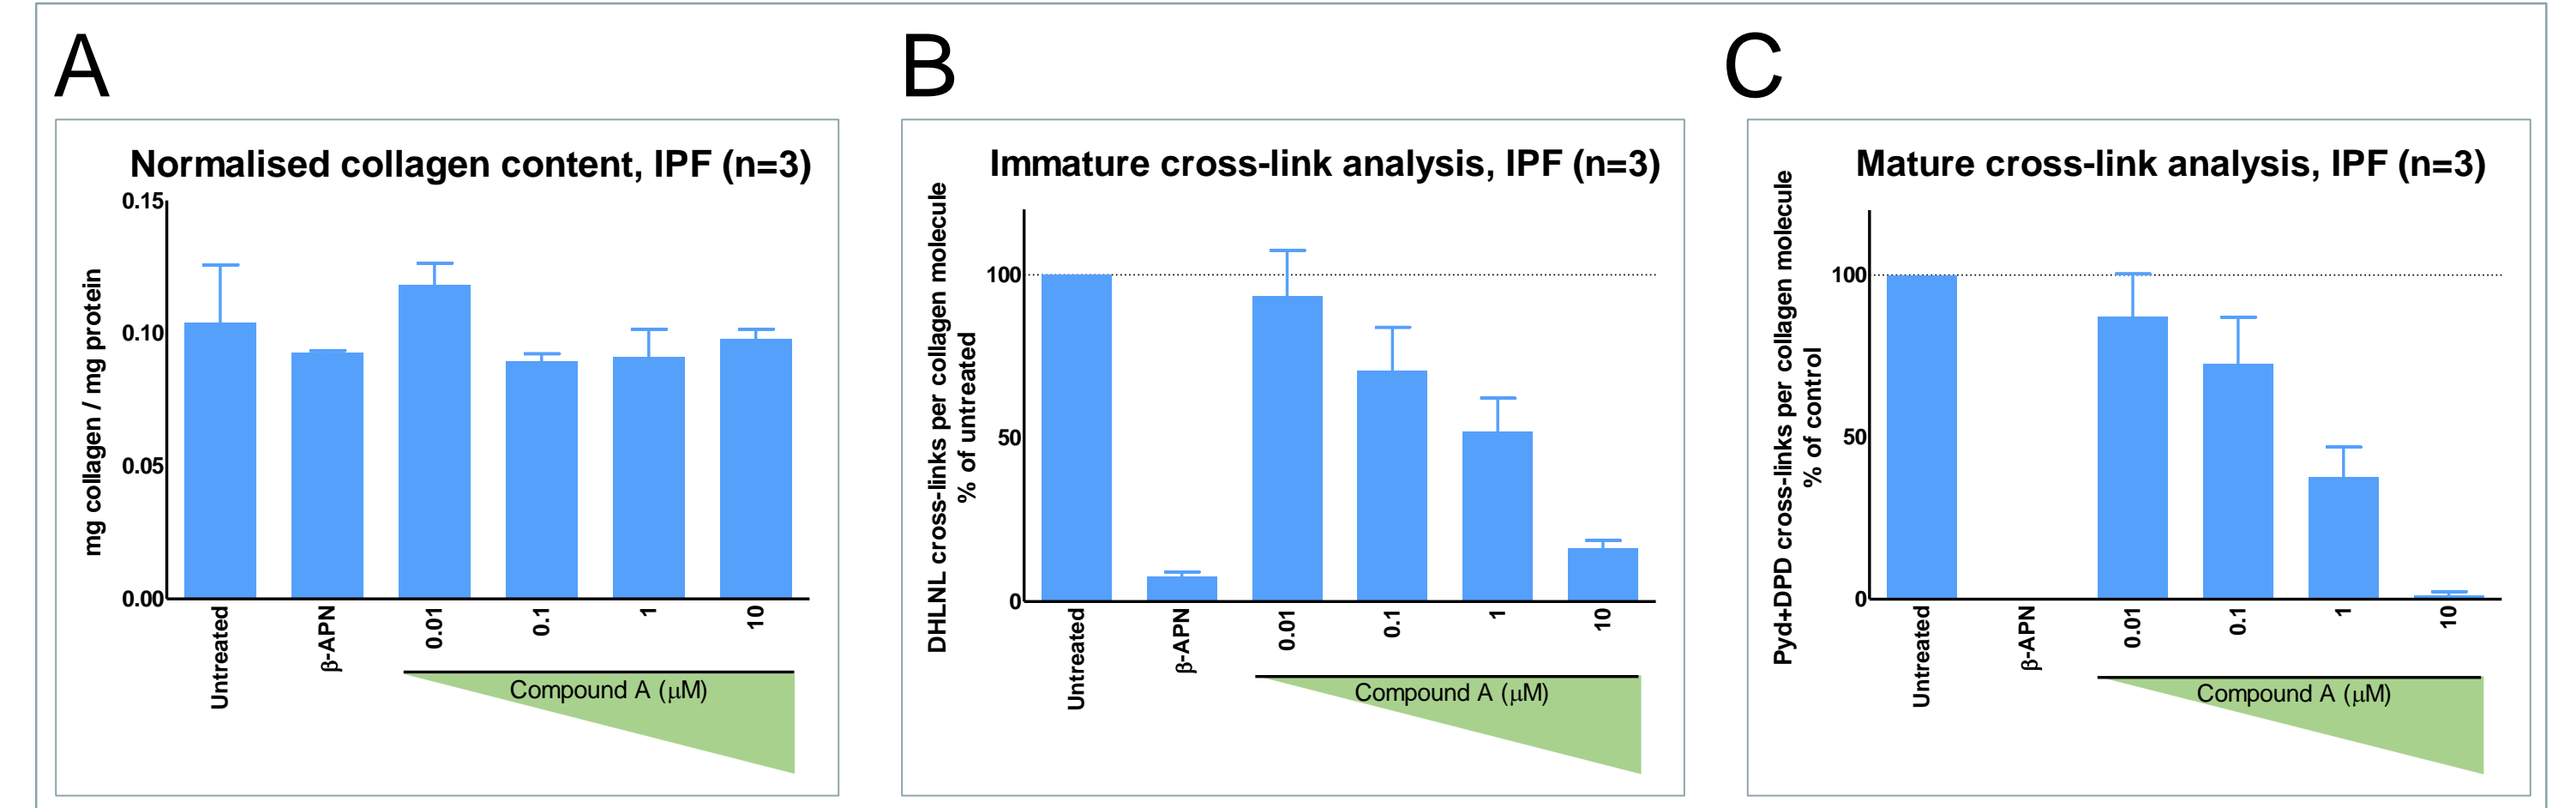 A
Normalised collagen content, IPF (n=3)
mg collagen / mg protein
0.15
0.10
0.05
0.00
Untreated
β-APN
0.01
0.1
1
10
Compound A (μM)
B
Immature cross-link analysis, IPF (n=3)
DHLNL cross-links per collagen molecule
% of untreated
100
50
0
Untreated
β-APN
0.01
0.1
1
10
Compound A (μM)
C
Mature cross-link analysis, IPF (n=3)
Pyd+DPD cross-links per collagen molecule
% of control
100
50
0
Untreated
β-APN
0.01
0.1
1
10
Compound A (μM)